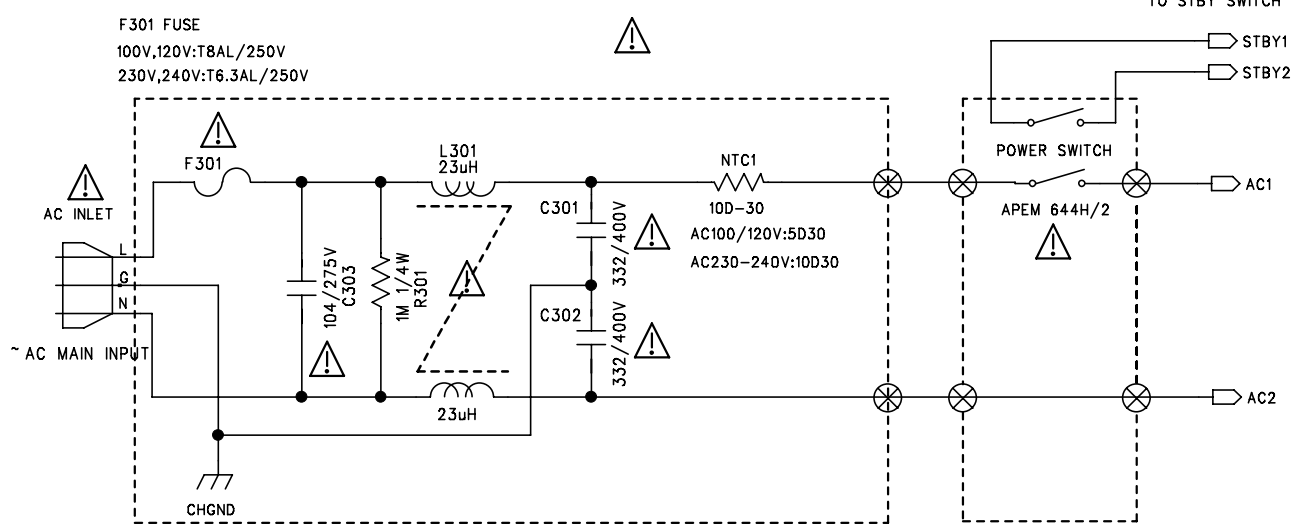 TO STBY SWITCH
F301 FUSE
100V,120V:T8AL/250V
230V,240V:T6.3AL/250V
STBY1
STBY2
POWER SWITCH
F301
L301
23uH
NTC1
AC1
AC INLET
C301
332/400V
10D-30
AC100/120V:5D30
AC230-240V:10D30
APEM 644H/2
L
G
N
104/275V
C303
1M 1/4W
R301
C302
332/400V
~ AC MAIN INPUT
23uH
AC2
CHGND